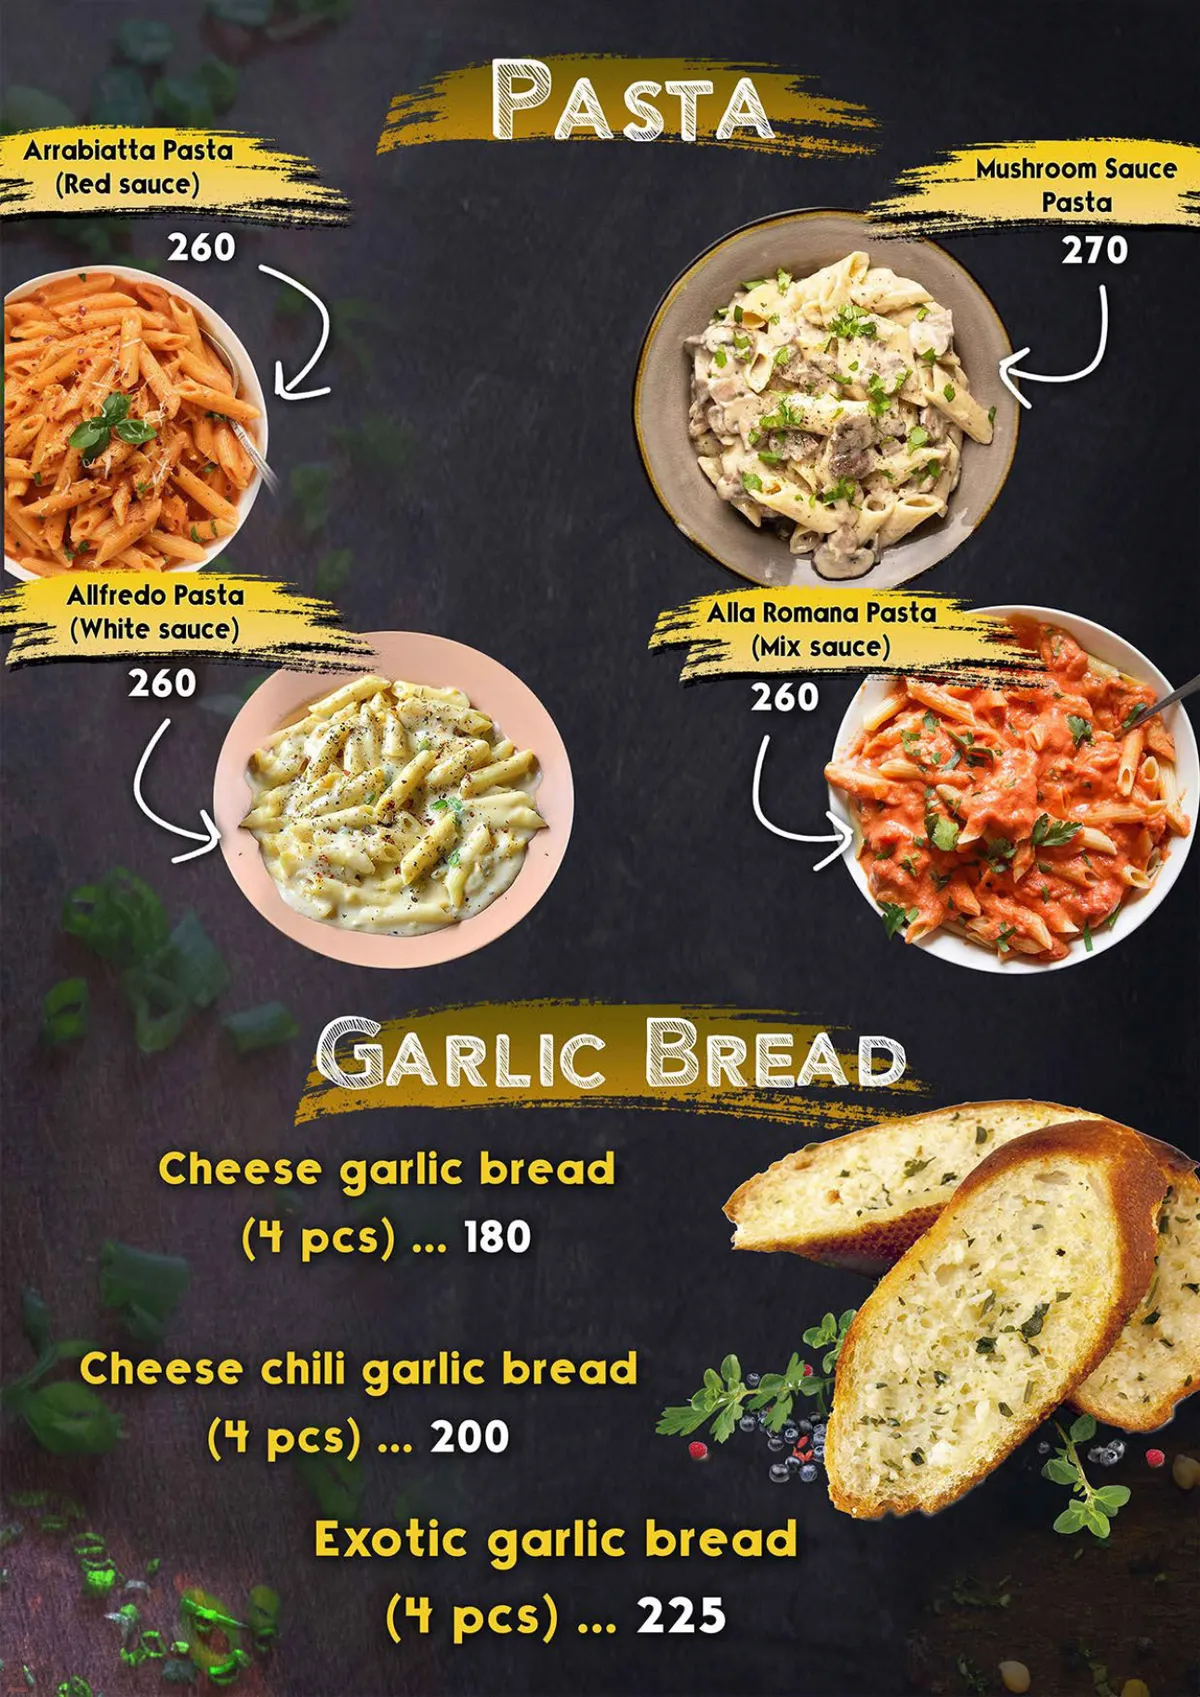 PASTA
Arrabiatta Pasta
(Red sauce)
260
Mushroom Sauce
Pasta
270
Allfredo Pasta
(White sauce)
260
Alla Romana Pasta
(Mix sauce)
260
GARLIC BREAD
Cheese garlic bread
(4 pcs) ... 180
Cheese chili garlic bread
(4 pcs) ... 200
Exotic garlic bread
(4 pcs) ... 225